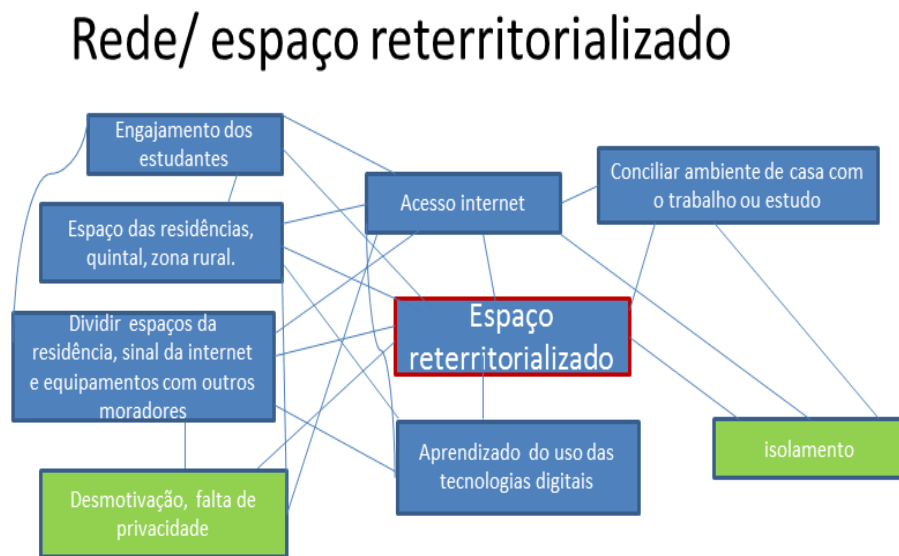 Rede/ espaço reterritorializado
Engajamento dos
estudantes
Acesso internet
Conciliar ambiente de casa com
o trabalho ou estudo
Espaço das residências,
quintal, zona rural.
Espaço
reterritorializado
Dividir espaços da
residência, sinal da internet
e equipamentos com outros
moradores
Aprendizado do uso das
tecnologias digitais
isolamento
Desmotivação, falta de
privacidade